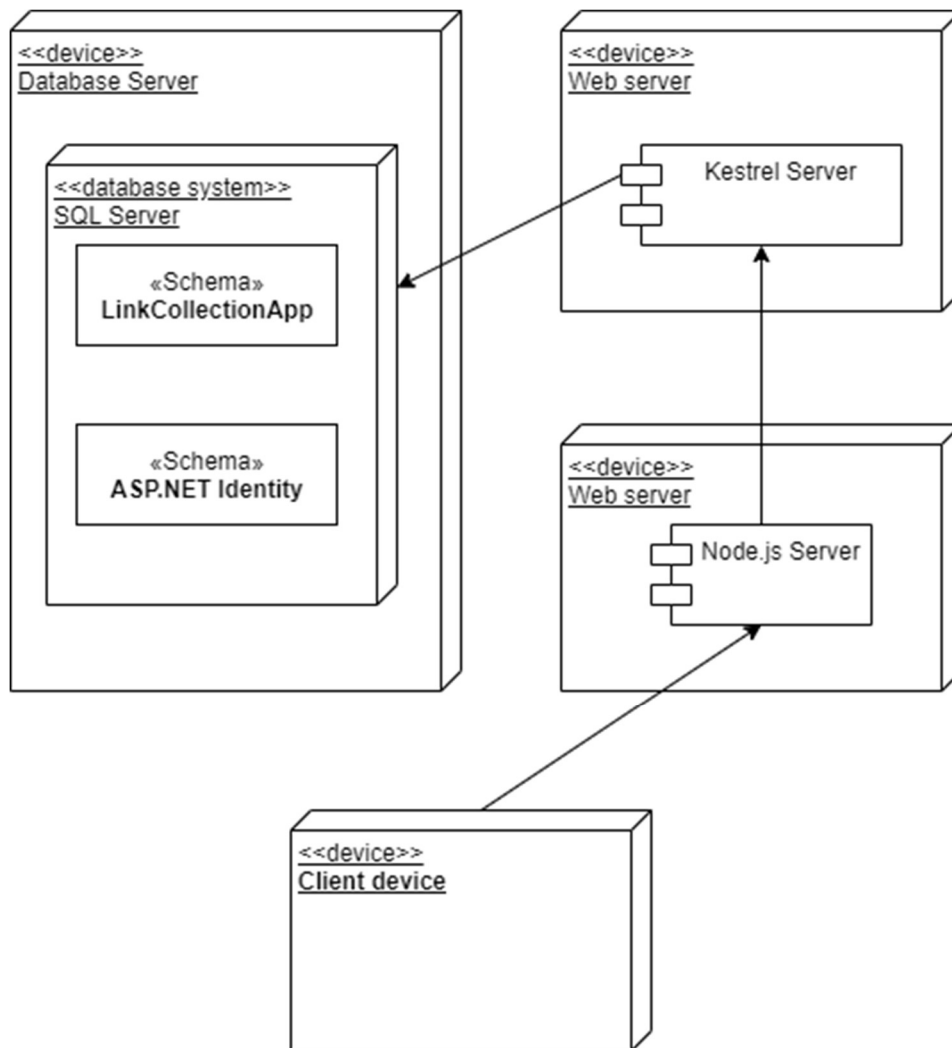 <<device>>
Database Server
<<database system>>
SQL Server
«Schema»
LinkCollectionApp
«Schema»
ASP.NET Identity
<<device>>
Web server
Kestrel Server
<<device>>
Web server
Node.js Server
<<device>>
Client device